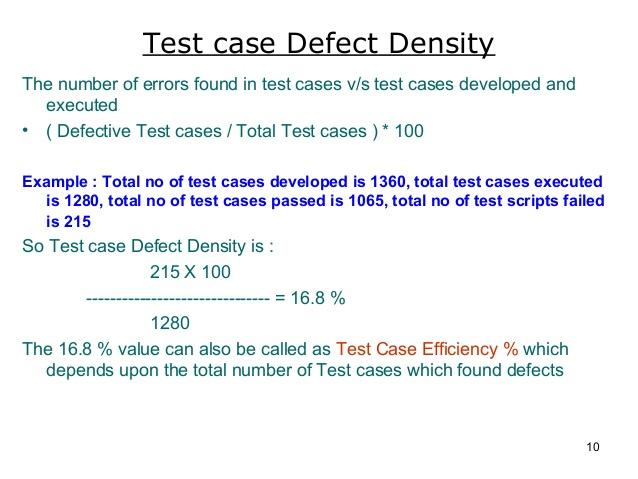 Test case Defect Density
The number of errors found in test cases v/s test cases developed and
executed
• ( Defective Test cases / Total Test cases ) * 100
Example : Total no of test cases developed is 1360, total test cases executed
is 1280, total no of test cases passed is 1065, total no of test scripts failed
is 215
So Test case Defect Density is :
215 X 100
------------------------------- = 16.8 %
1280
The 16.8 % value can also be called as Test Case Efficiency % which
depends upon the total number of Test cases which found defects
10